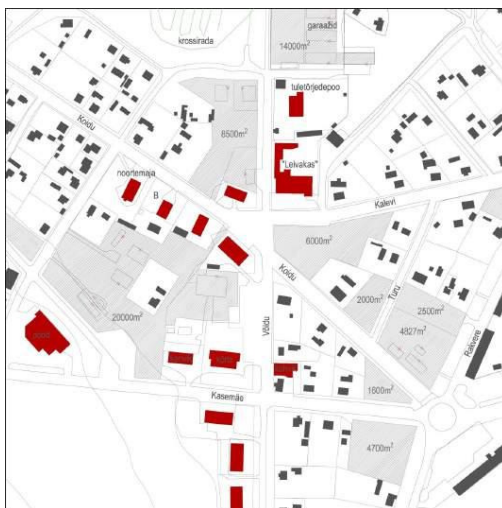 garaažid
krossirada
14000m²
tuletõrjedepoo
Koidu
6500m²
"Leivakas"
noortemaja
B
Kalevi
6000m²
Koidu
2000m²
Turu
20000m²
Võidu
2500m²
4827m²
Rakvere
1600m²
Kasemäe
4700m²